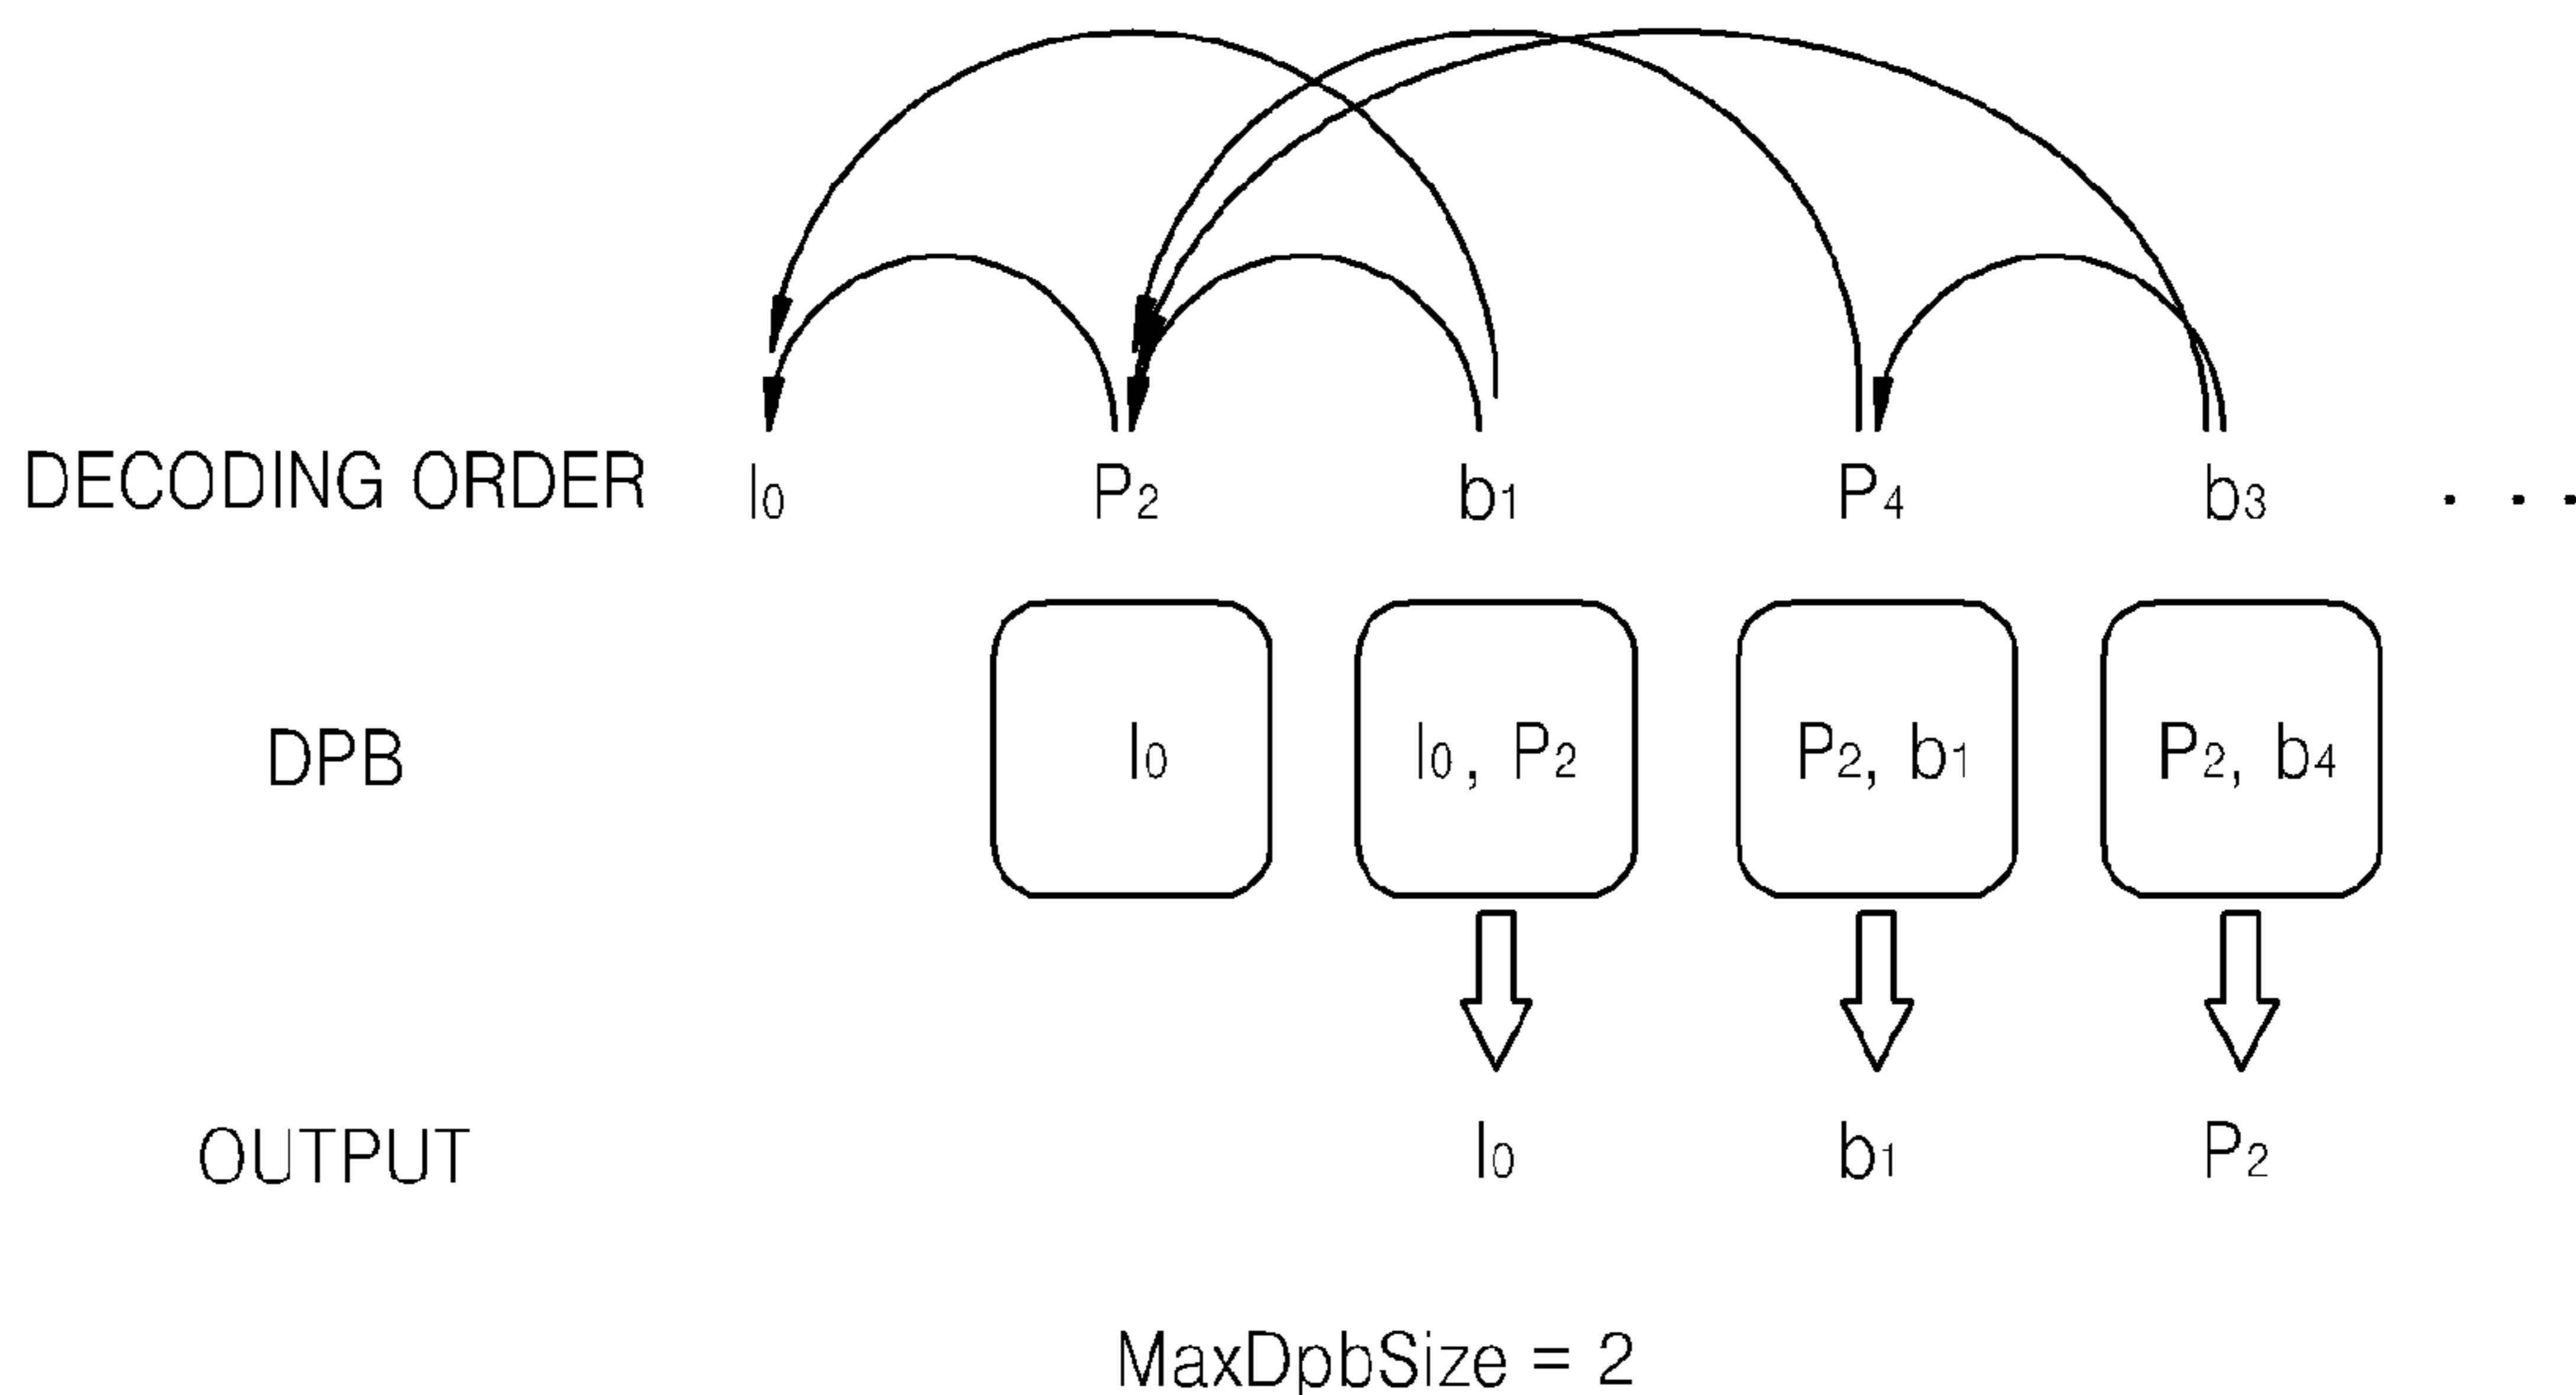 DECODING ORDER I0 P2 b1 P4 b3 ...
DPB I0 I0, P2 P2, b1 P2, b4
OUTPUT I0 b1 P2
MaxDpbSize = 2